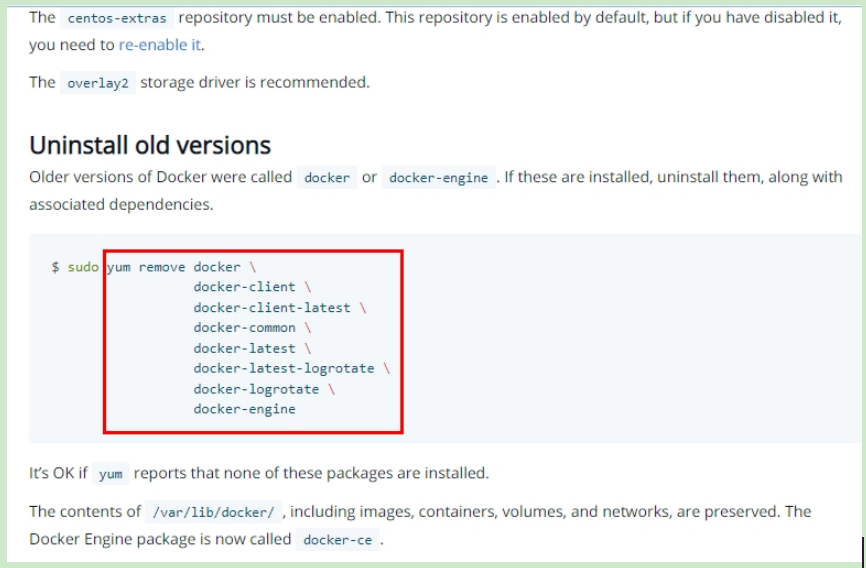 The centos-extras repository must be enabled. This repository is enabled by default, but if you have disabled it,
you need to re-enable it.
The overlay2 storage driver is recommended.
Uninstall old versions
Older versions of Docker were called docker or docker-engine . If these are installed, uninstall them, along with
associated dependencies.
$ sudo yum remove docker \
docker-client \
docker-client-latest \
docker-common \
docker-latest \
docker-latest-logrotate \
docker-logrotate \
docker-engine
It’s OK if yum reports that none of these packages are installed.
The contents of /var/lib/docker/ , including images, containers, volumes, and networks, are preserved. The
Docker Engine package is now called docker-ce .